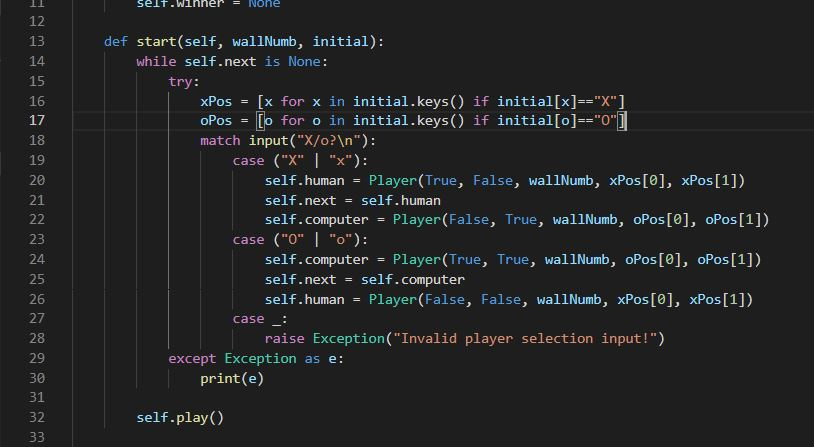 11 self.winner = None
12
13 def start(self, wallNumb, initial):
14 while self.next is None:
15 try:
16 xPos = [x for x in initial.keys() if initial[x]=="X"]
17 oPos = [o for o in initial.keys() if initial[o]=="O"]
18 match input("X/o?\n"):
19 case ("X" | "x"):
20 self.human = Player(True, False, wallNumb, xPos[0], xPos[1])
21 self.next = self.human
22 self.computer = Player(False, True, wallNumb, oPos[0], oPos[1])
23 case ("O" | "o"):
24 self.computer = Player(True, True, wallNumb, oPos[0], oPos[1])
25 self.next = self.computer
26 self.human = Player(False, False, wallNumb, xPos[0], xPos[1])
27 case _:
28 raise Exception("Invalid player selection input!")
29 except Exception as e:
30 print(e)
31
32 self.play()
33